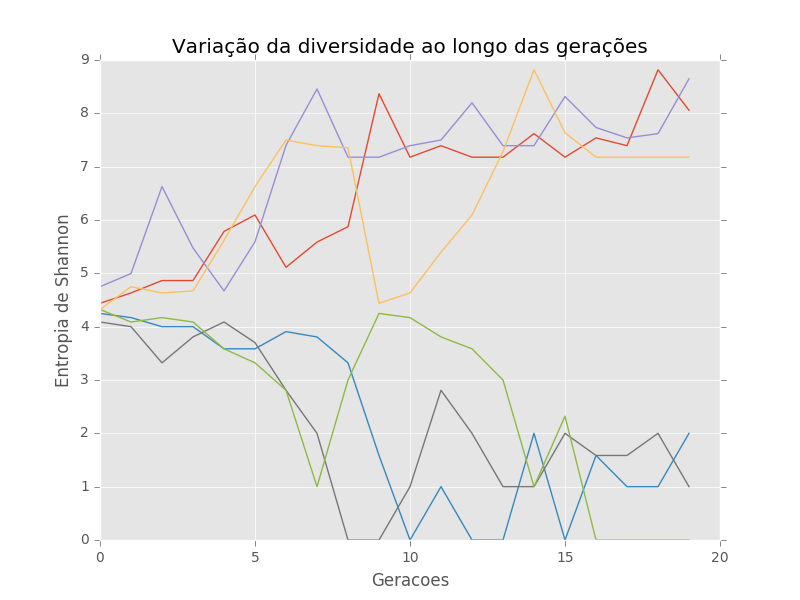 Variação da diversidade ao longo das gerações
9
8
7
6
5
4
3
2
1
0
Entropia de Shannon
0 5 10 15 20
Geracoes